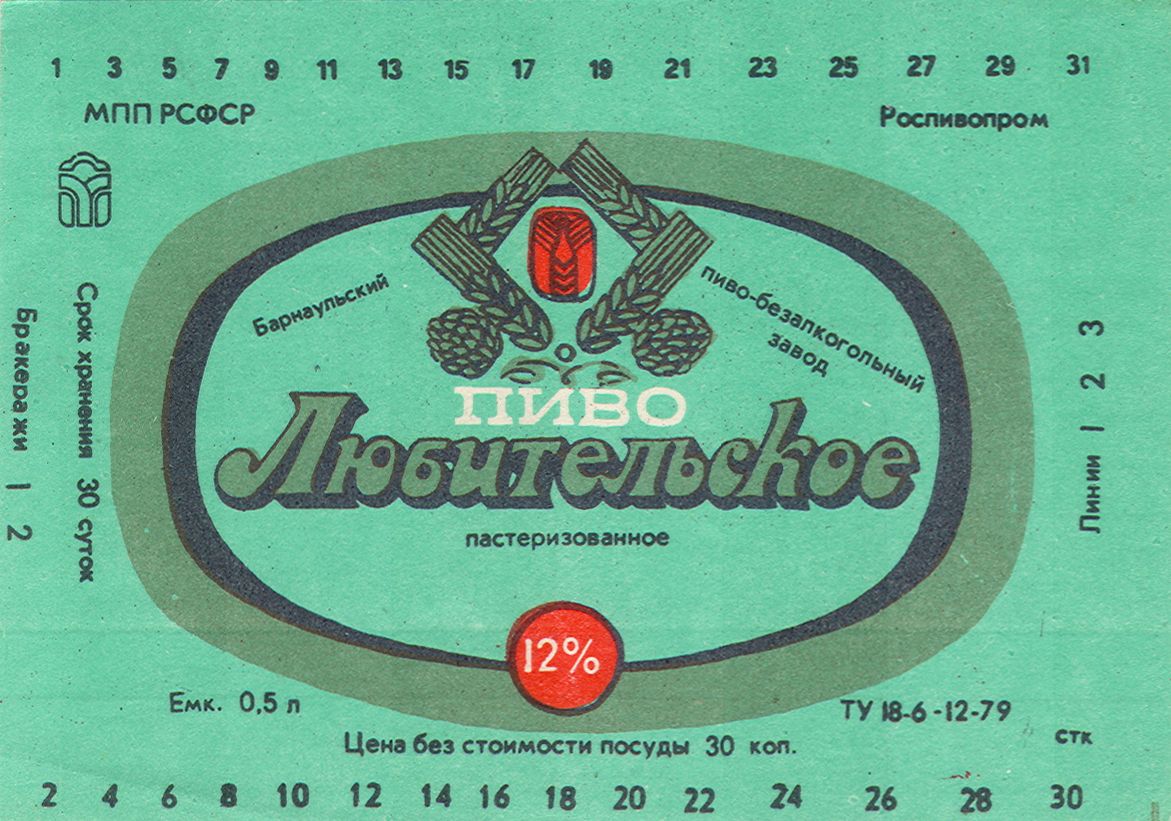 1 3 5 7 9 11 13 15 17 19 21 23 25 27 29 31
МПП РСФСР
Роспивопром
Барнаульский
пиво-безалкогольный
завод
ПИВО
Любительское
пастеризованное
12%
Срок хранения 30 суток
Бракеражи 1 2
Линии 1 2 3
Емк. 0,5 л
ТУ 18-6-12-79
Цена без стоимости посуды 30 коп.
стк
2 4 6 8 10 12 14 16 18 20 22 24 26 28 30